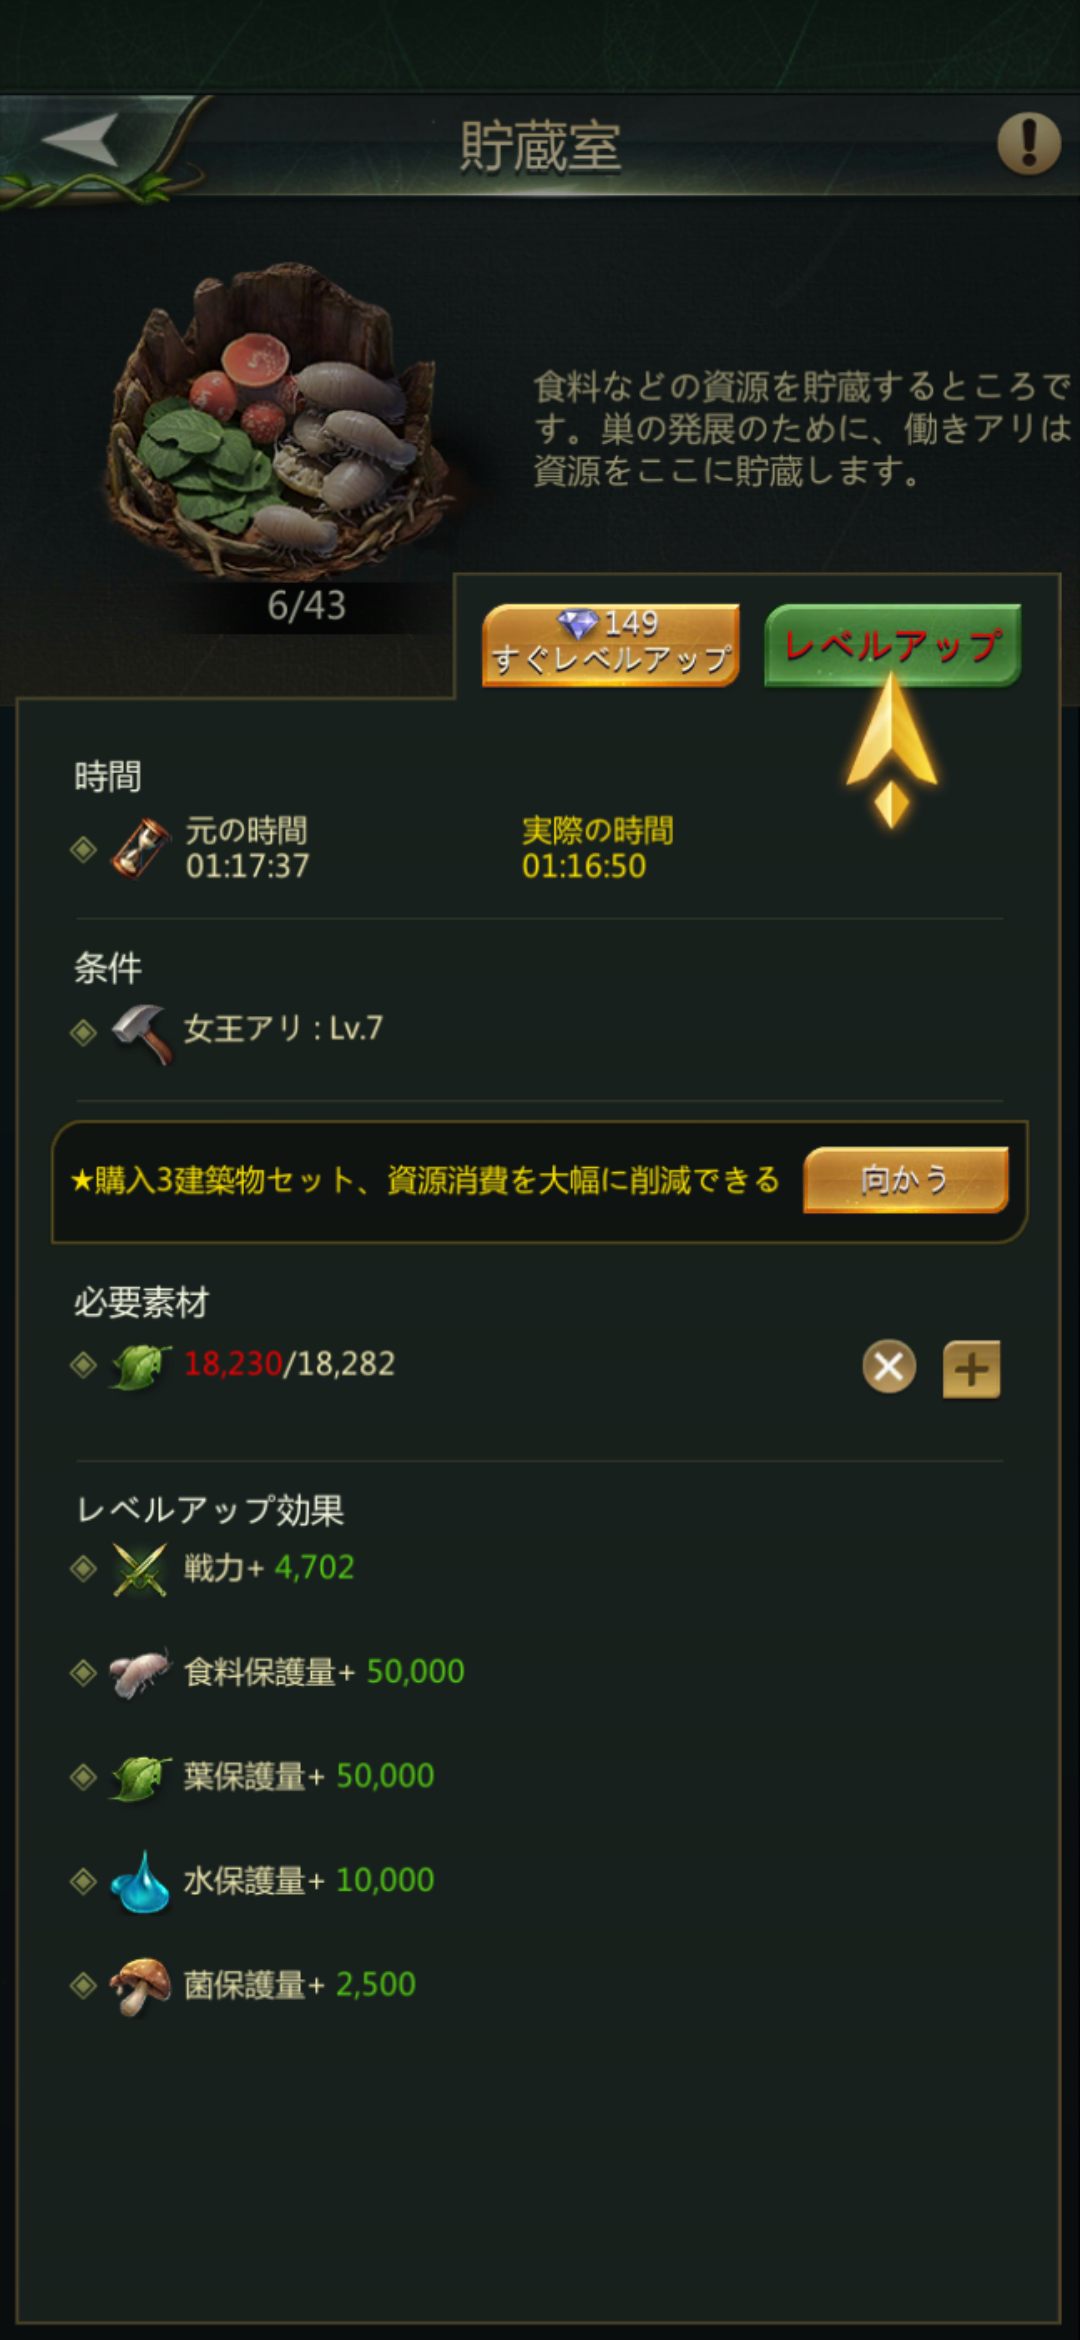 貯蔵室
食料などの資源を貯蔵するところで
す。巣の発展のために、働きアリは
資源をここに貯蔵します。
6/43
149
すぐレベルアップ
レベルアップ
時間
元の時間
01:17:37
実際の時間
01:16:50
条件
女王アリ : Lv.7
★購入3建築物セット、資源消費を大幅に削減できる
向かう
必要素材
18,230/18,282
レベルアップ効果
戦力+ 4,702
食料保護量+ 50,000
葉保護量+ 50,000
水保護量+ 10,000
菌保護量+ 2,500